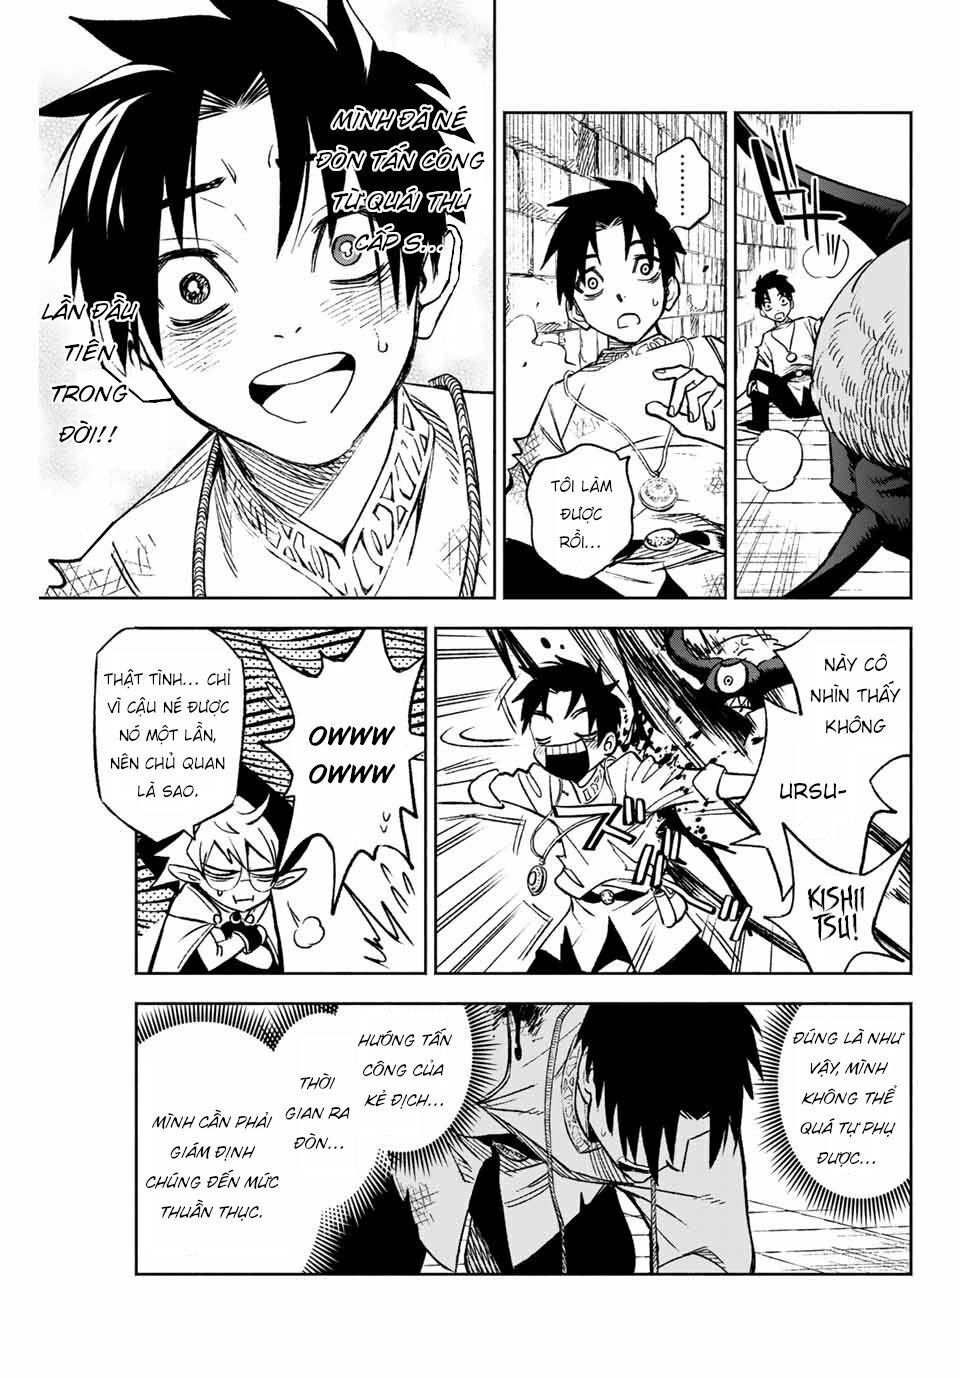 .......
TÔI LÀM
ĐƯỢC
RỒI...
MÌNH ĐÃ NÉ
ĐÒN TẤN CÔNG
TỪ QUÁI THÚ
CẤP S...
LẦN ĐẦU
TIÊN
TRONG
ĐỜI!!
NÀY CÔ
NHÌN THẤY
KHÔNG
URSU-
KISHII
TSU!
OWWW
OWWW
THẬT TÌNH... CHỈ
VÌ CẬU NÉ ĐƯỢC
NÓ MỘT LẦN,
NÊN CHỦ QUAN
LÀ SAO.
ĐÚNG LÀ NHƯ
VẬY, MÌNH
KHÔNG THỂ
QUÁ TỰ PHỤ
ĐƯỢC...
HƯỚNG TẤN
CÔNG CỦA
KẺ ĐỊCH...
THỜI
GIAN RA
ĐÒN...
MÌNH CẦN PHẢI
GIÁM ĐỊNH
CHÚNG ĐẾN MỨC
THUẦN THỤC.